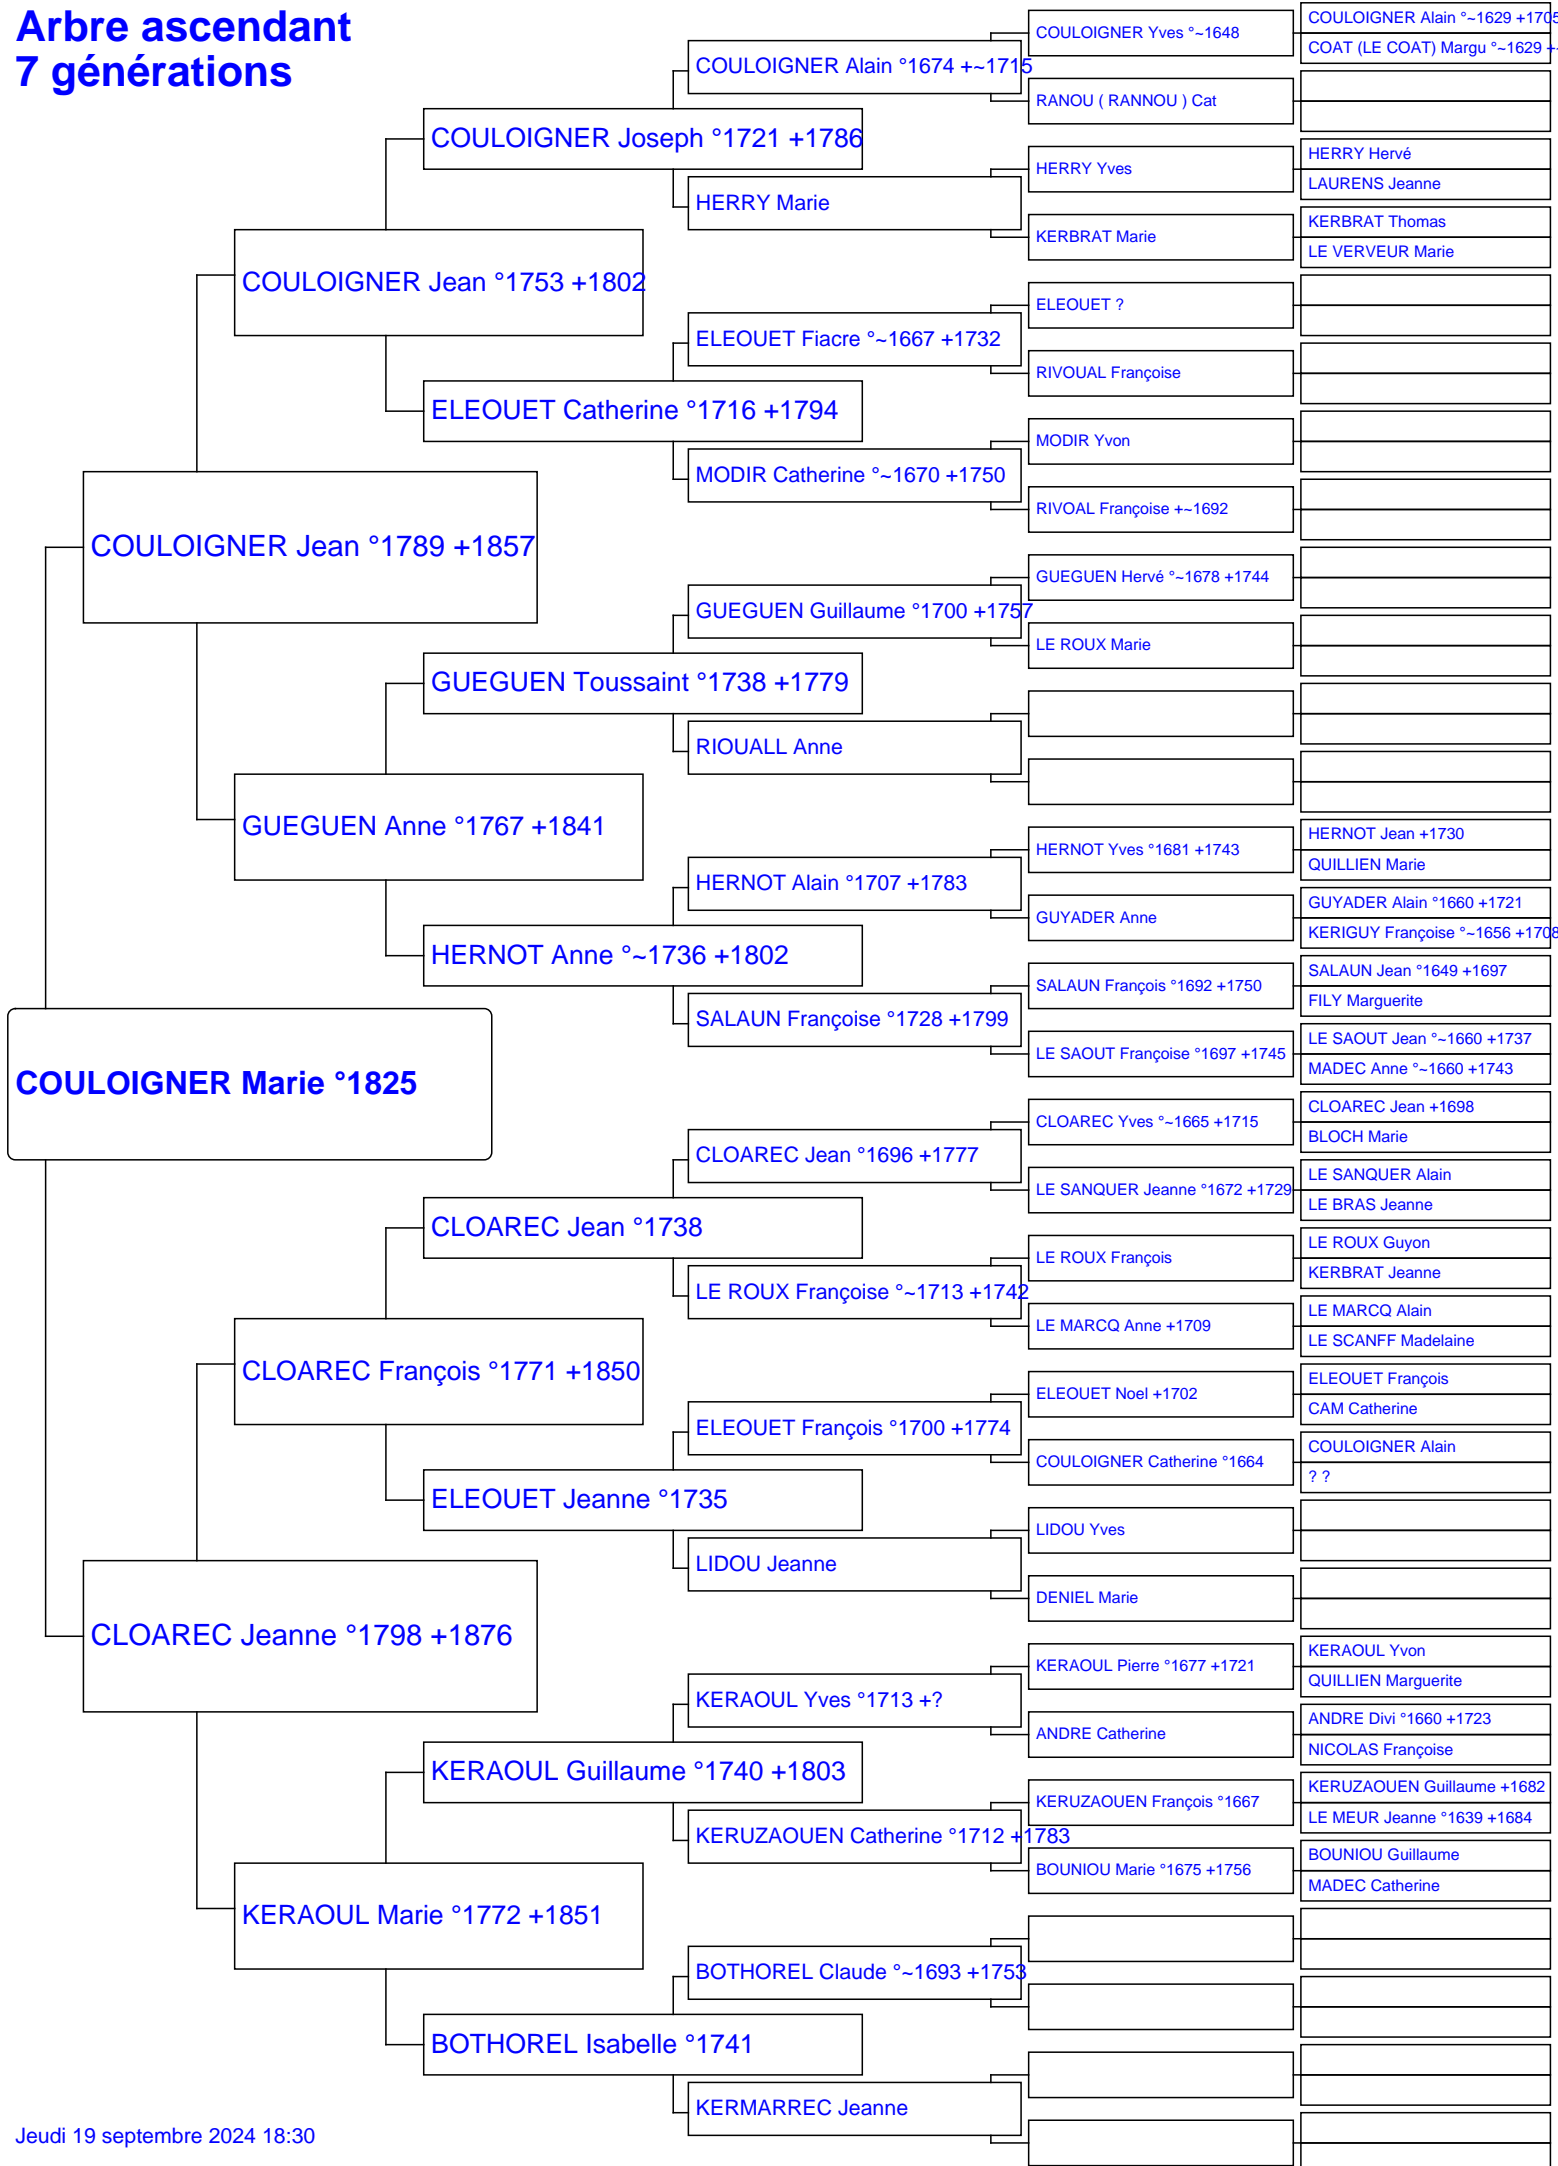 Arbre ascendant
7 générations
COULOIGNER Marie °1825
COULOIGNER Jean °1789 +1857
CLOAREC Jeanne °1798 +1876
COULOIGNER Jean °1753 +1802
GUEGUEN Anne °1767 +1841
CLOAREC François °1771 +1850
KERAOUL Marie °1772 +1851
COULOIGNER Joseph °1721 +1786
ELEOUET Catherine °1716 +1794
GUEGUEN Toussaint °1738 +1779
HERNOT Anne °~1736 +1802
CLOAREC Jean °1738
ELEOUET Jeanne °1735
KERAOUL Guillaume °1740 +1803
BOTHOREL Isabelle °1741
COULOIGNER Alain °1674 +~1715
HERRY Marie
ELEOUET Fiacre °~1667 +1732
MODIR Catherine °~1670 +1750
GUEGUEN Guillaume °1700 +1757
RIOUALL Anne
HERNOT Alain °1707 +1783
SALAUN Françoise °1728 +1799
CLOAREC Jean °1696 +1777
LE ROUX Françoise °~1713 +1742
ELEOUET François °1700 +1774
LIDOU Jeanne
KERAOUL Yves °1713 +?
KERUZAOUEN Catherine °1712 +1783
BOTHOREL Claude °~1693 +1753
KERMARREC Jeanne
COULOIGNER Yves °~1648
RANOU ( RANNOU ) Cat
HERRY Yves
KERBRAT Marie
ELEOUET ?
RIVOUAL Françoise
MODIR Yvon
RIVOAL Françoise +~1692
GUEGUEN Hervé °~1678 +1744
LE ROUX Marie
HERNOT Yves °1681 +1743
GUYADER Anne
SALAUN François °1692 +1750
LE SAOUT Françoise °1697 +1745
CLOAREC Yves °~1665 +1715
LE SANQUER Jeanne °1672 +1729
LE ROUX François
LE MARCQ Anne +1709
ELEOUET Noel +1702
COULOIGNER Catherine °1664
LIDOU Yves
DENIEL Marie
KERAOUL Pierre °1677 +1721
ANDRE Catherine
KERUZAOUEN François °1667
BOUNIOU Marie °1675 +1756
COULOIGNER Alain °~1629 +1705
COAT (LE COAT) Margu °~1629 +
HERRY Hervé
LAURENS Jeanne
KERBRAT Thomas
LE VERVEUR Marie
HERNOT Jean +1730
QUILLIEN Marie
GUYADER Alain °1660 +1721
KERIGUY Françoise °~1656 +1708
SALAUN Jean °1649 +1697
FILY Marguerite
LE SAOUT Jean °~1660 +1737
MADEC Anne °~1660 +1743
CLOAREC Jean +1698
BLOCH Marie
LE SANQUER Alain
LE BRAS Jeanne
LE ROUX Guyon
KERBRAT Jeanne
LE MARCQ Alain
LE SCANFF Madelaine
ELEOUET François
CAM Catherine
COULOIGNER Alain
? ?
KERAOUL Yvon
QUILLIEN Marguerite
ANDRE Divi °1660 +1723
NICOLAS Françoise
KERUZAOUEN Guillaume +1682
LE MEUR Jeanne °1639 +1684
BOUNIOU Guillaume
MADEC Catherine
Jeudi 19 septembre 2024 18:30